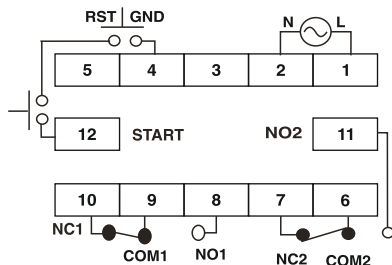 RST GND
N L
5 4 3 2 1
12 START NO2 11
10 9 8 7 6
NC1 COM1 NO1 NC2 COM2